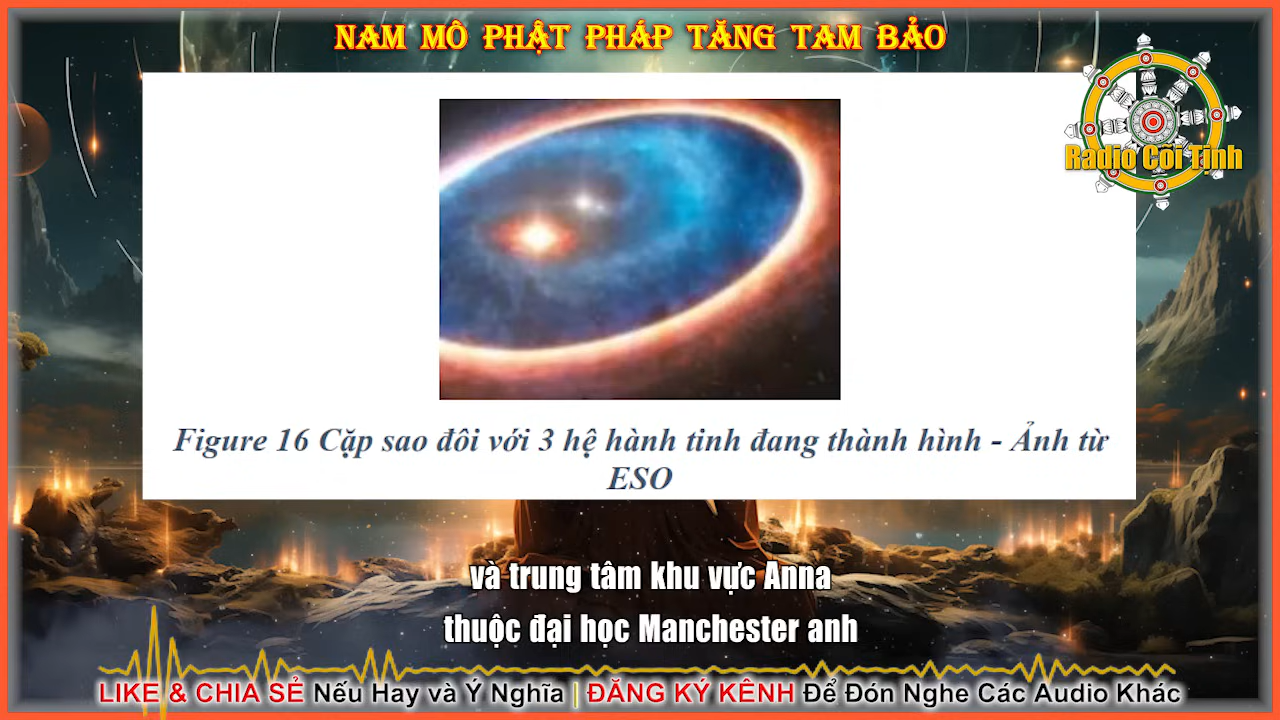 NAM MÔ PHẬT PHÁP TĂNG TAM BẢO
Radio Cõi Tịnh
Figure 16 Cặp sao đôi với 3 hệ hành tinh đang thành hình - Ảnh từ
ESO
và trung tâm khu vực Anna
thuộc đại học Manchester anh
LIKE & CHIA SẺ Nếu Hay và Ý Nghĩa | ĐĂNG KÝ KÊNH Để Đón Nghe Các Audio Khác